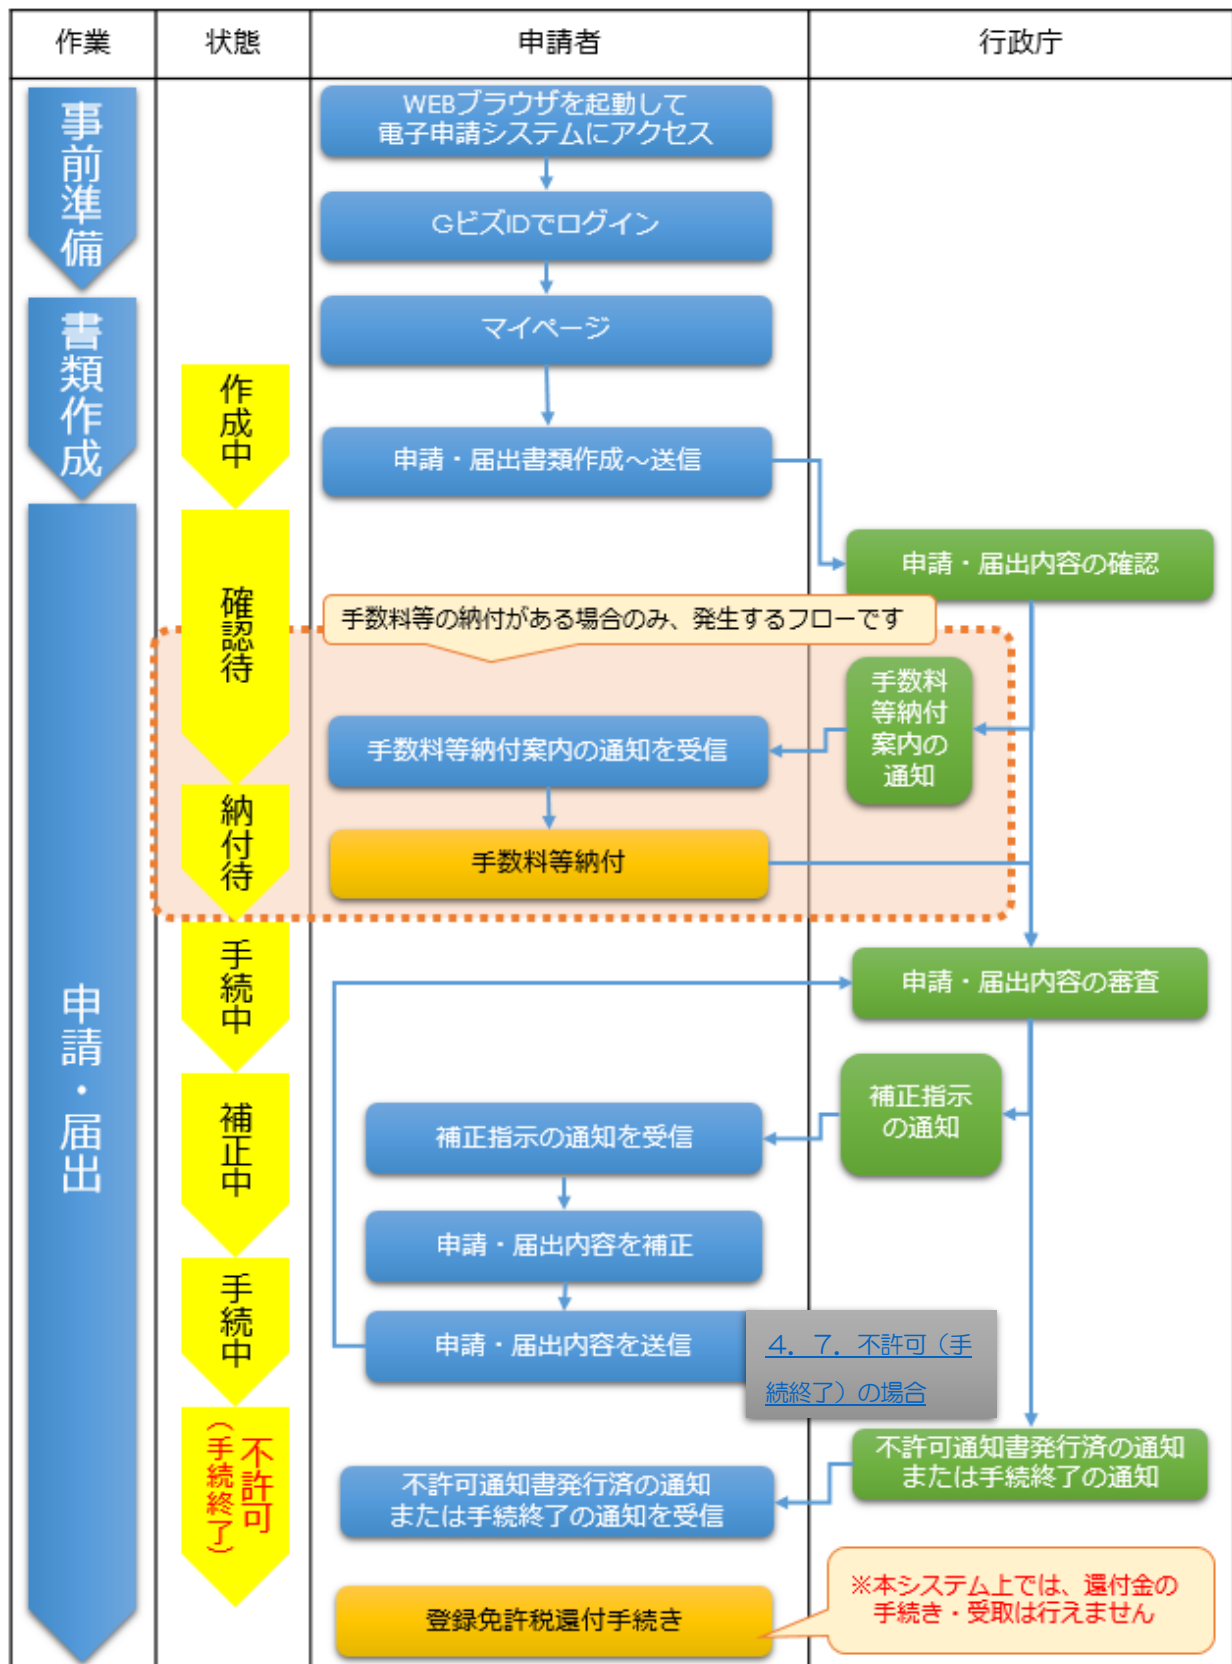 作業
状態
申請者
行政庁
事前準備
WEBブラウザを起動して
電子申請システムにアクセス
GビズIDでログイン
書類作成
マイページ
作成中
申請・届出書類作成～送信
申請・届出
確認待
申請・届出内容の確認
手数料等の納付がある場合のみ、発生するフローです
手数料
等納付
案内の
通知
手数料等納付案内の通知を受信
納付待
手数料等納付
手続中
申請・届出内容の審査
補正中
補正指示
の通知
補正指示の通知を受信
申請・届出内容を補正
手続中
申請・届出内容を送信
４．７．不許可（手
続終了）の場合
不許可
（手続終了）
不許可通知書発行済の通知
または手続終了の通知
不許可通知書発行済の通知
または手続終了の通知を受信
登録免許税還付手続き
※本システム上では、還付金の
手続き・受取は行えません